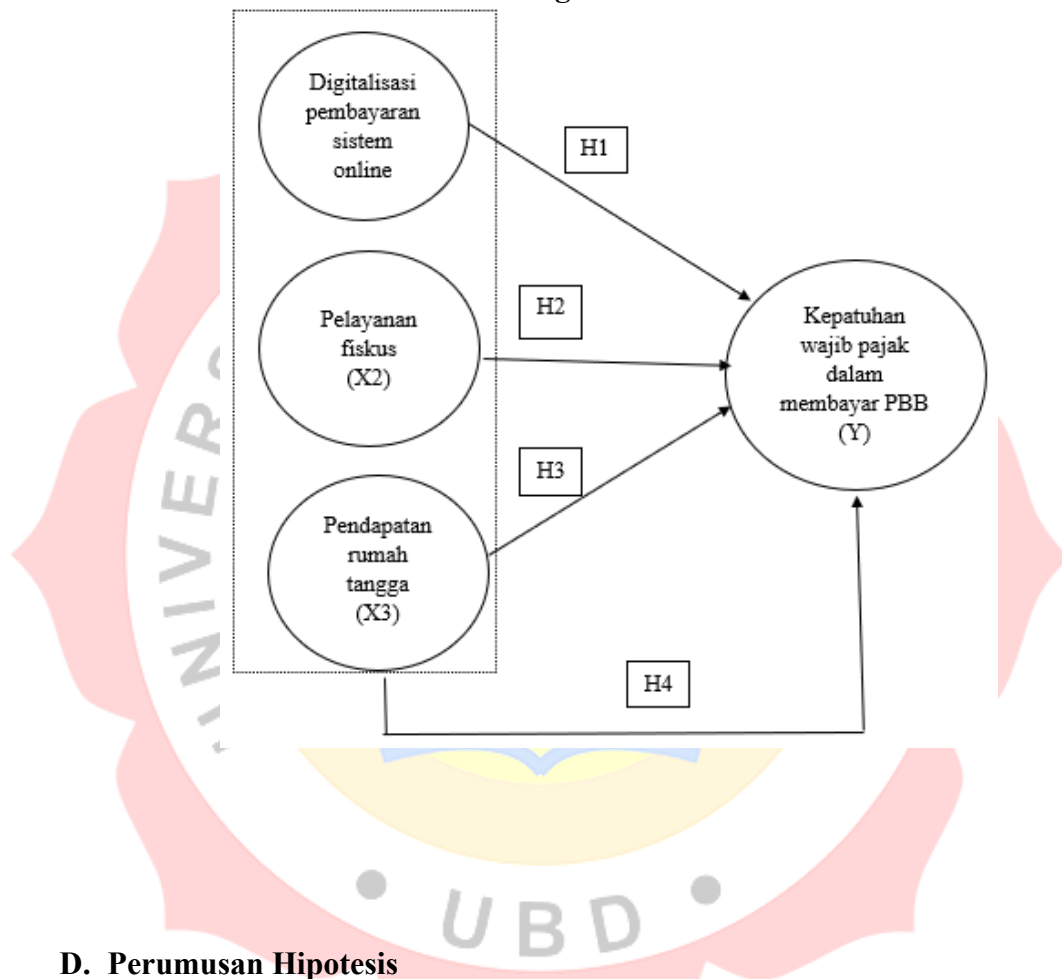 Digitalisasi
pembayaran
sistem
online
H1
Pelayanan
fiskus
(X2)
H2
Kepatuhan
wajib pajak
dalam
membayar PBB
(Y)
Pendapatan
rumah
tangga
(X3)
H3
H4
UBD
D. Perumusan Hipotesis